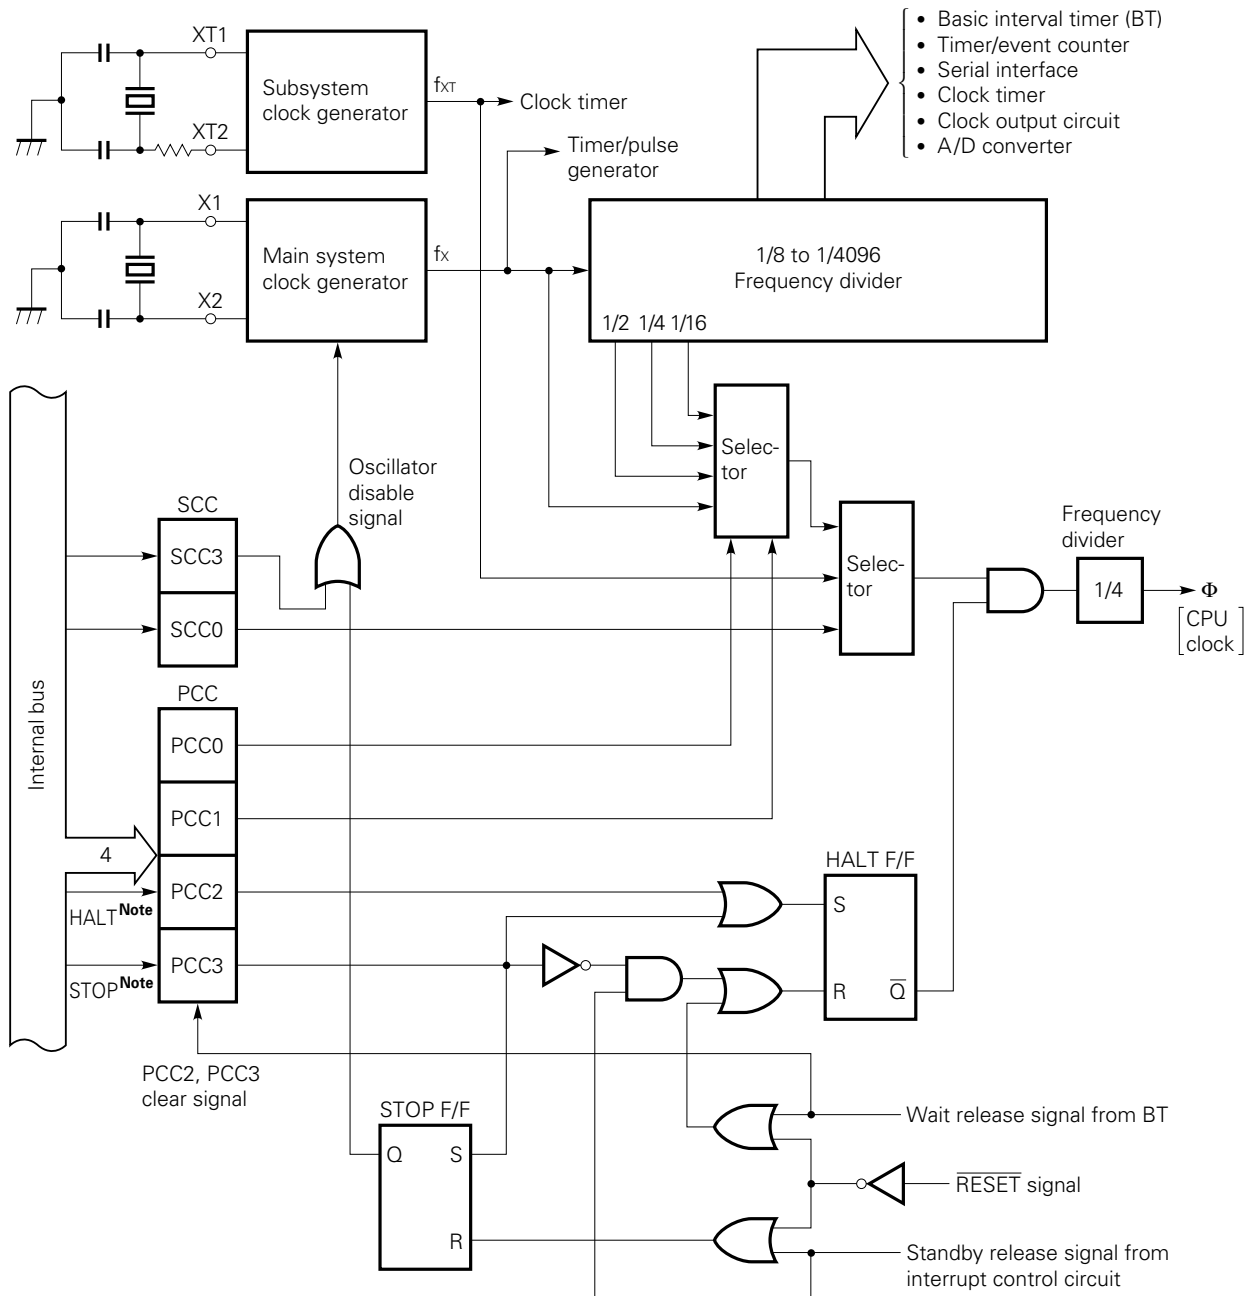 XT1
XT2
Subsystem
clock generator
fXT
Clock timer
Timer/pulse
generator
• Basic interval timer (BT)
• Timer/event counter
• Serial interface
• Clock timer
• Clock output circuit
• A/D converter
X1
X2
Main system
clock generator
fX
1/8 to 1/4096
Frequency divider
1/2 1/4 1/16
Oscillator
disable
signal
Selec-
tor
Selec-
tor
Frequency
divider
1/4
Φ
[CPU
clock]
Internal bus
SCC
SCC3
SCC0
PCC
PCC0
PCC1
4
PCC2
HALT Note
PCC3
STOP Note
HALT F/F
S
R
Q̅
PCC2, PCC3
clear signal
STOP F/F
Q
S
R
Wait release signal from BT
R̅E̅S̅E̅T̅ signal
Standby release signal from
interrupt control circuit